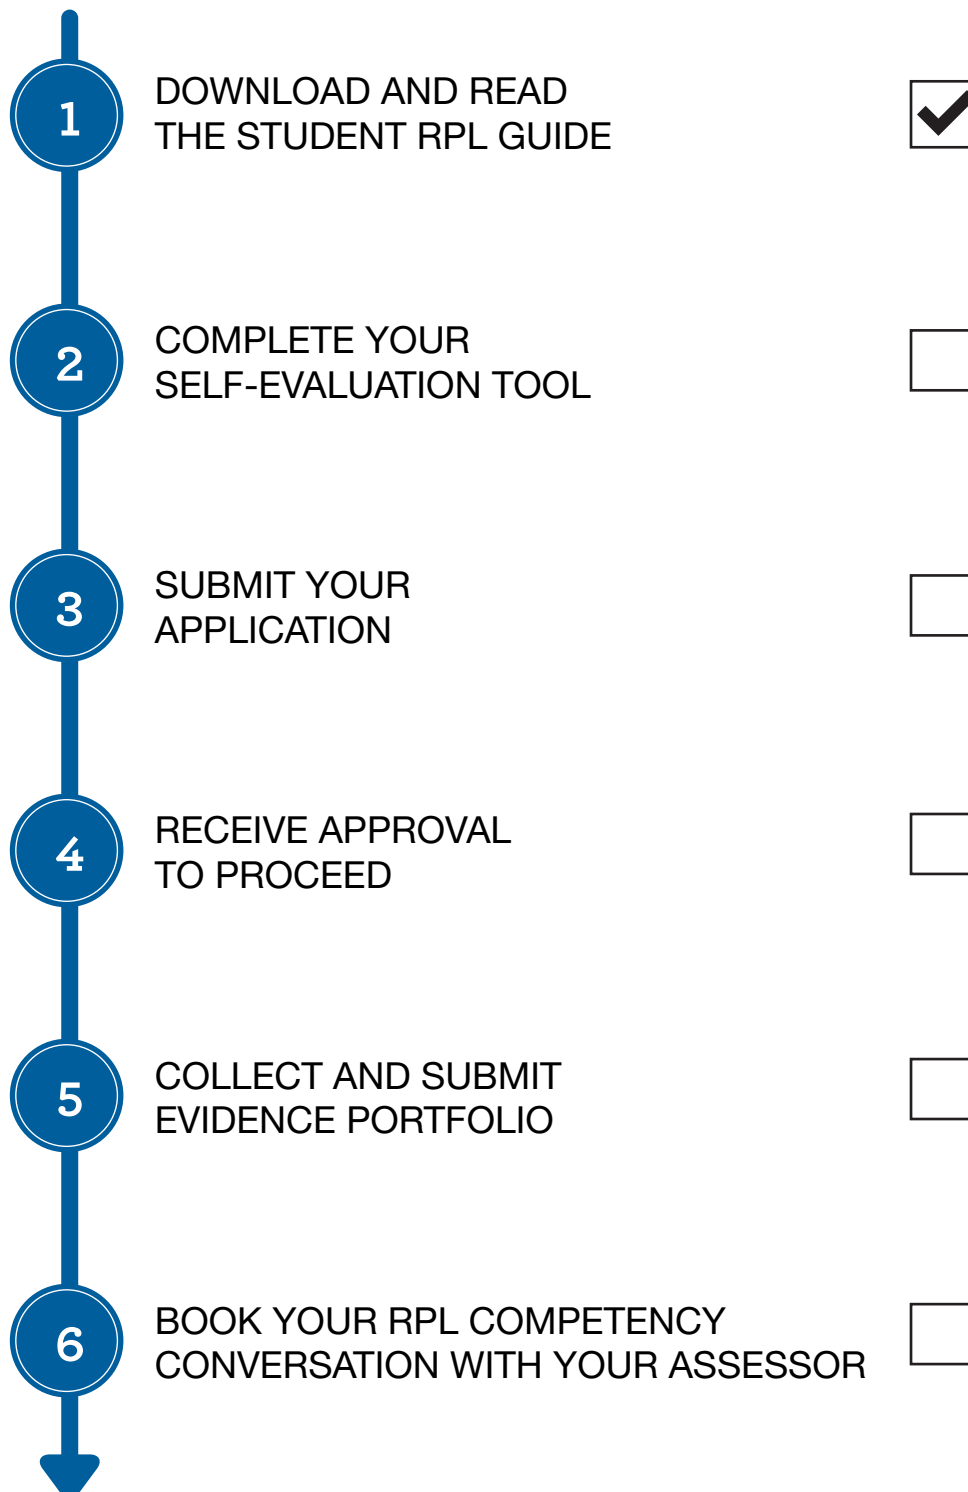 1
DOWNLOAD AND READ
THE STUDENT RPL GUIDE
2
COMPLETE YOUR
SELF-EVALUATION TOOL
3
SUBMIT YOUR
APPLICATION
4
RECEIVE APPROVAL
TO PROCEED
5
COLLECT AND SUBMIT
EVIDENCE PORTFOLIO
6
BOOK YOUR RPL COMPETENCY
CONVERSATION WITH YOUR ASSESSOR